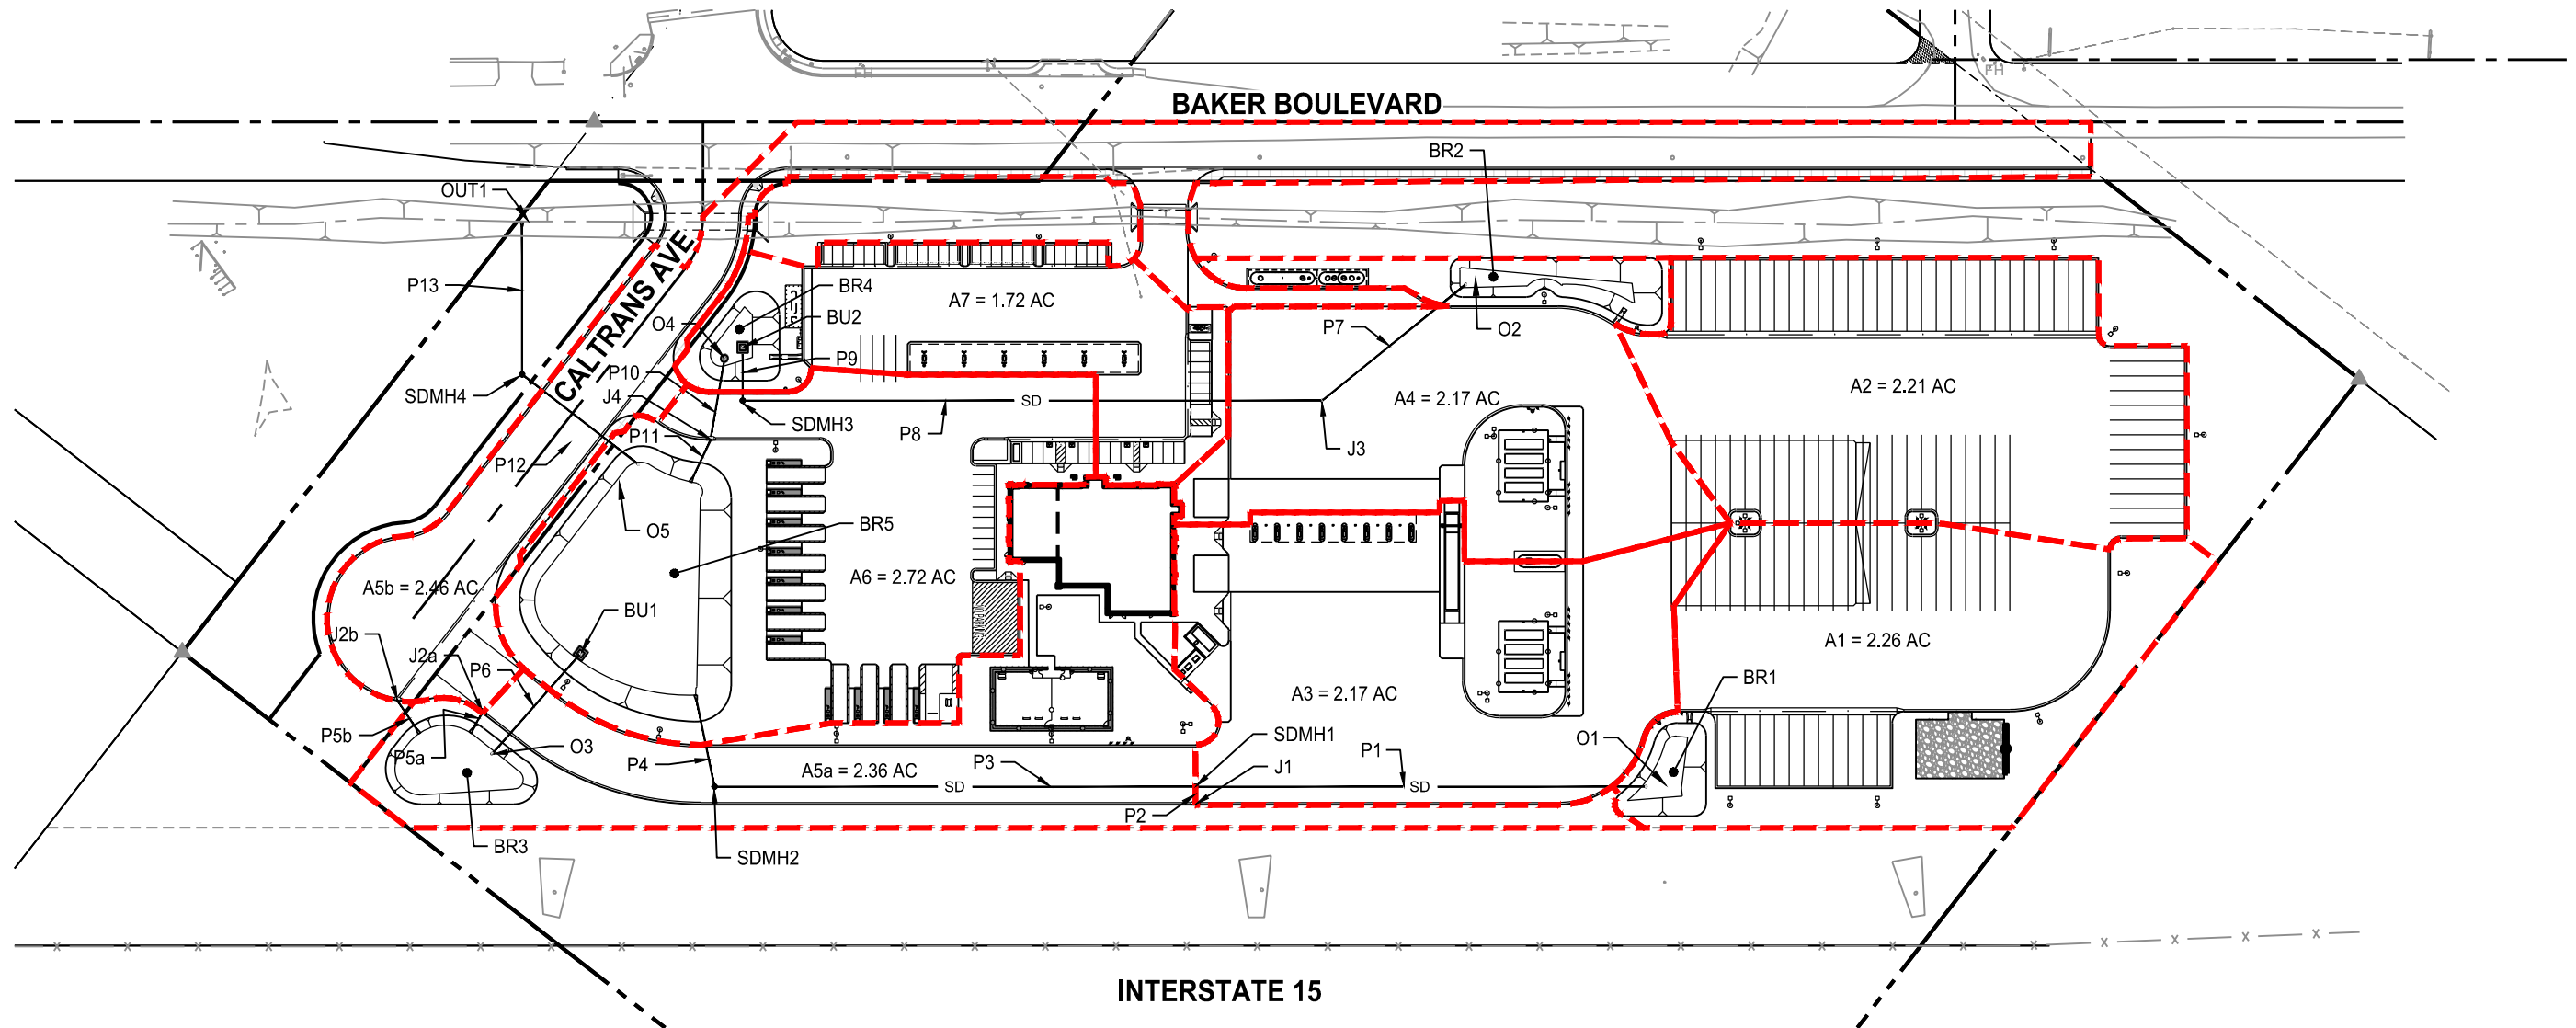 FH
FH
BAKER BOULEVARD
BR2
OUT1
CALTRANS AVE
P13
BR4
A7 = 1.72 AC
BU2
O4
O2
P7
P9
P10
SDMH4
J4
A2 = 2.21 AC
A4 = 2.17 AC
SD
SDMH3
P8
P11
J3
P12
O5
BR5
A5b = 2.46 AC
A6 = 2.72 AC
BU1
J2b
J2a
P6
A1 = 2.26 AC
BR1
A3 = 2.17 AC
P5b
P5a
O3
SDMH1
O1
P4
P3
P1
A5a = 2.36 AC
J1
SD
SD
P2
BR3
SDMH2
INTERSTATE 15